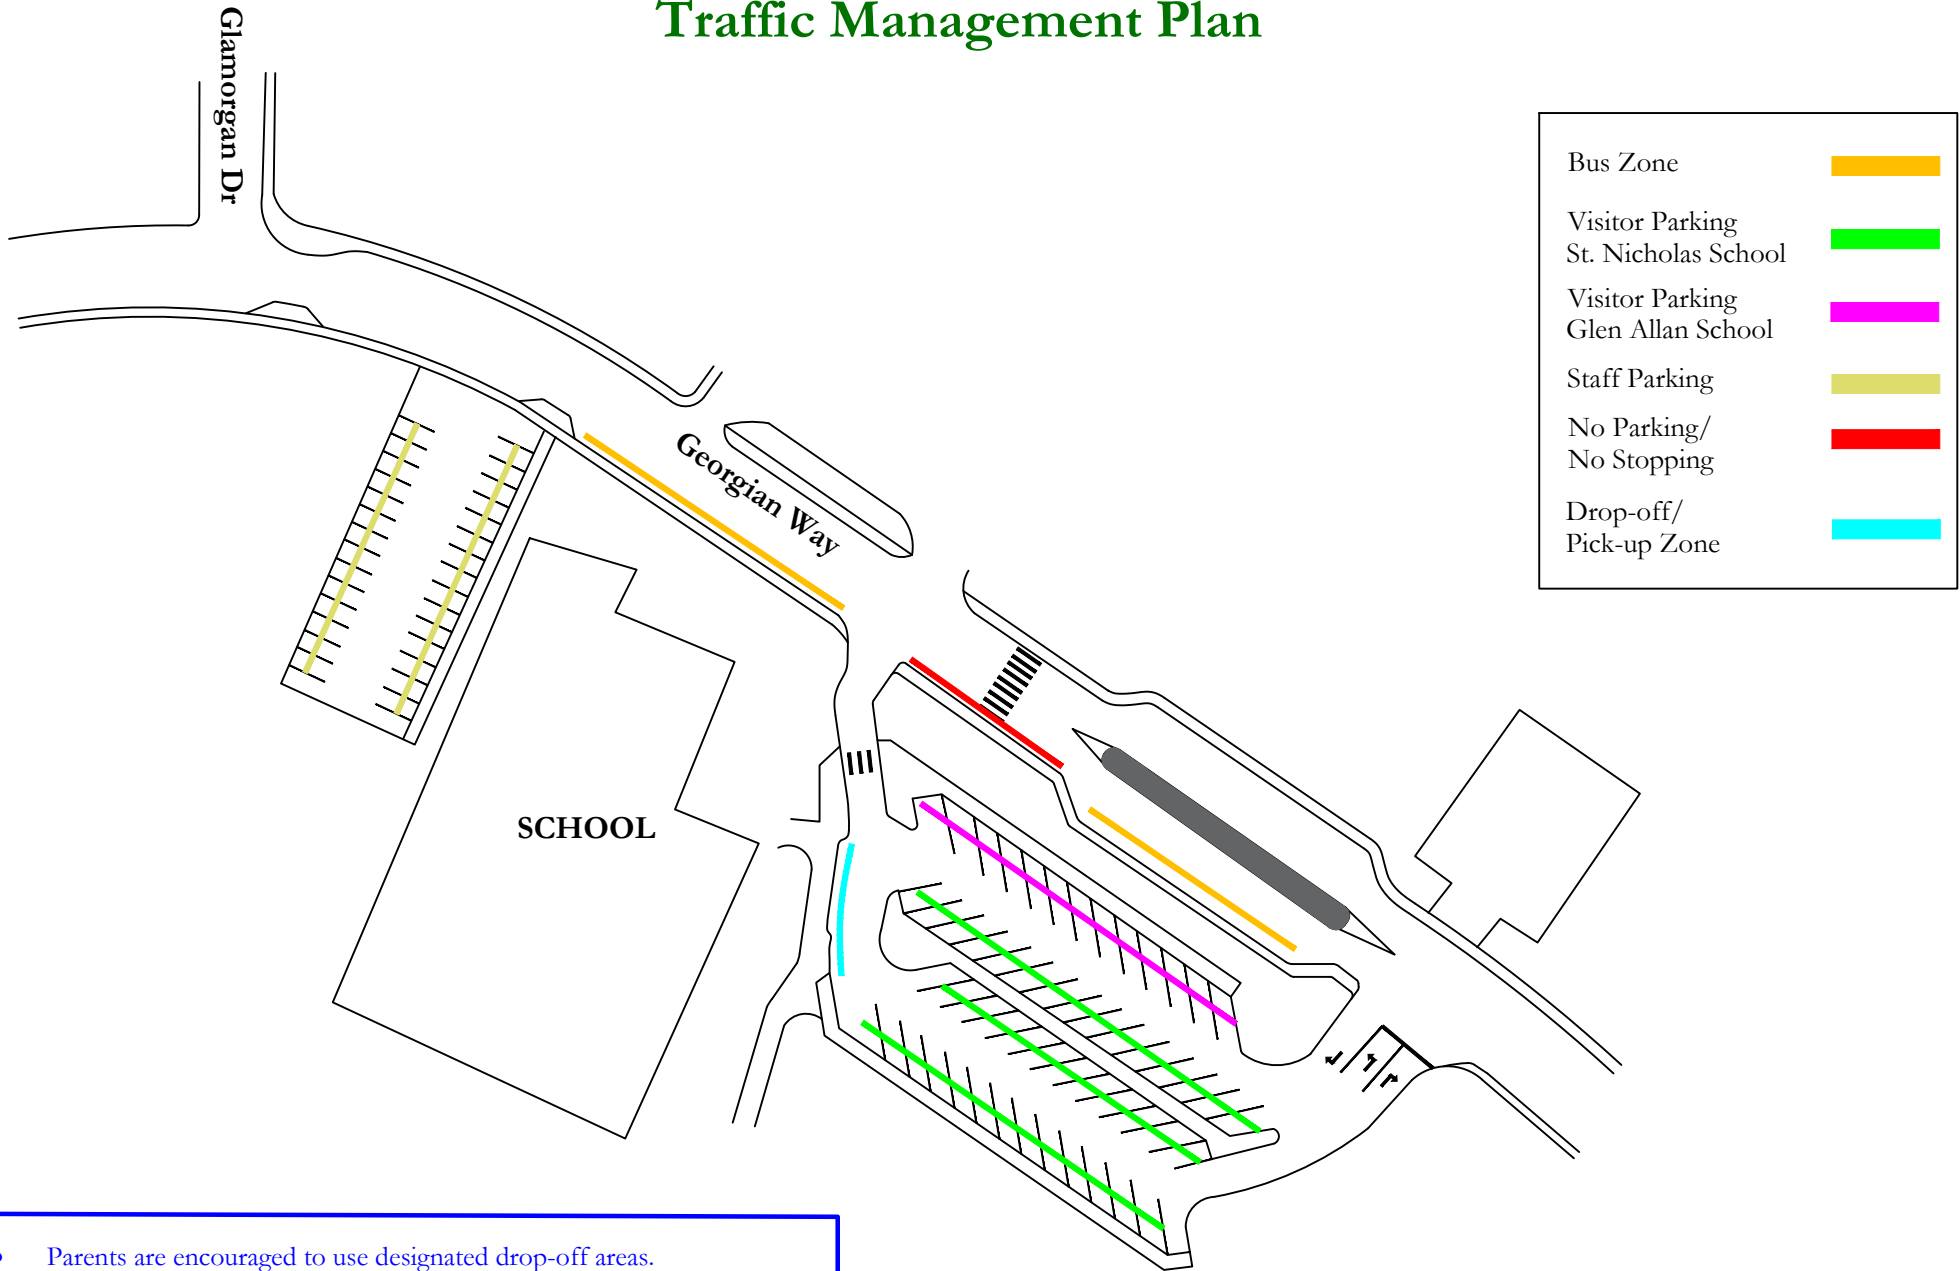 Traffic Management Plan
Glamorgan Dr
Georgian Way
SCHOOL
Bus Zone
Visitor Parking
St. Nicholas School
Visitor Parking
Glen Allan School
Staff Parking
No Parking/
No Stopping
Drop-off/
Pick-up Zone
• Parents are encouraged to use designated drop-off areas.